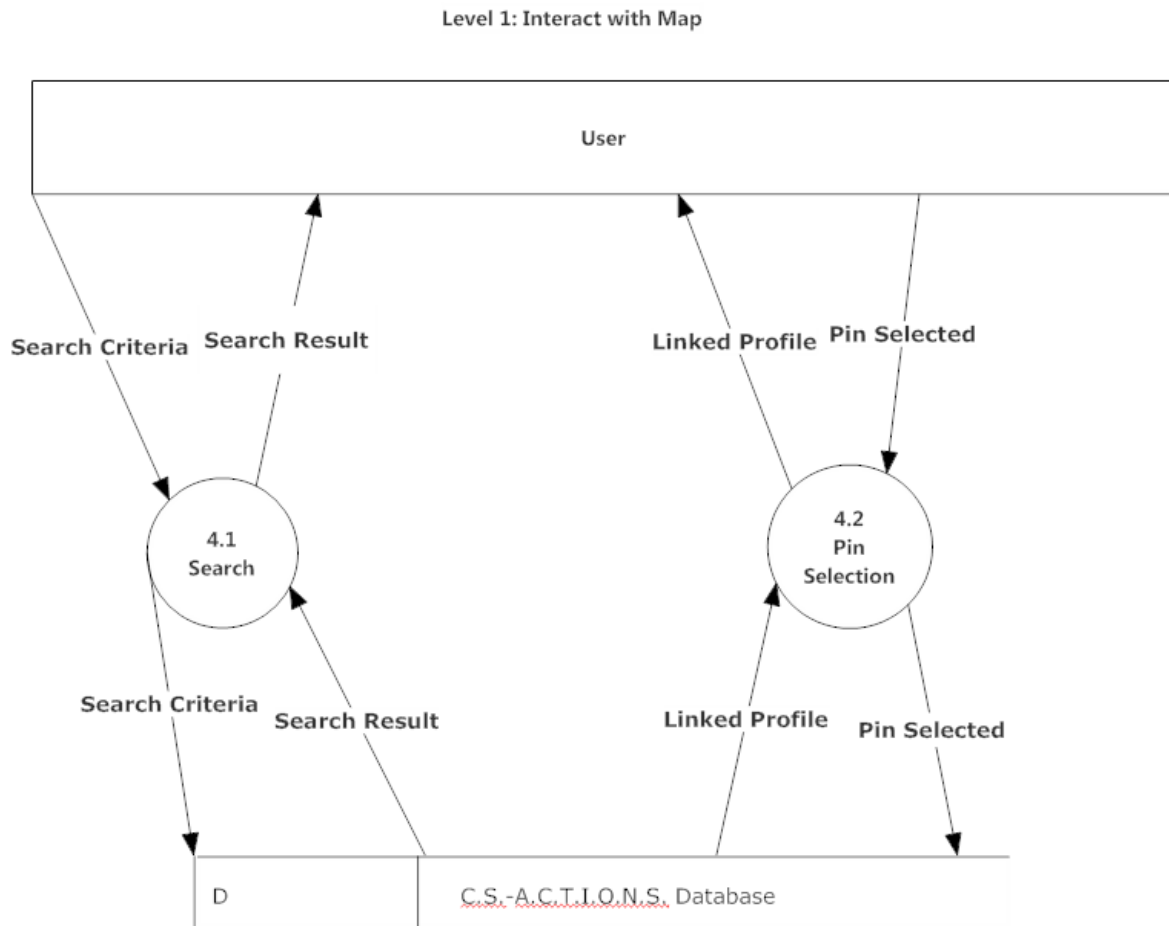 Level 1: Interact with Map
User
Search Criteria
Search Result
Linked Profile
Pin Selected
4.1
Search
4.2
Pin
Selection
Search Criteria
Search Result
Linked Profile
Pin Selected
D
C.S.-A.C.T.I.O.N.S. Database